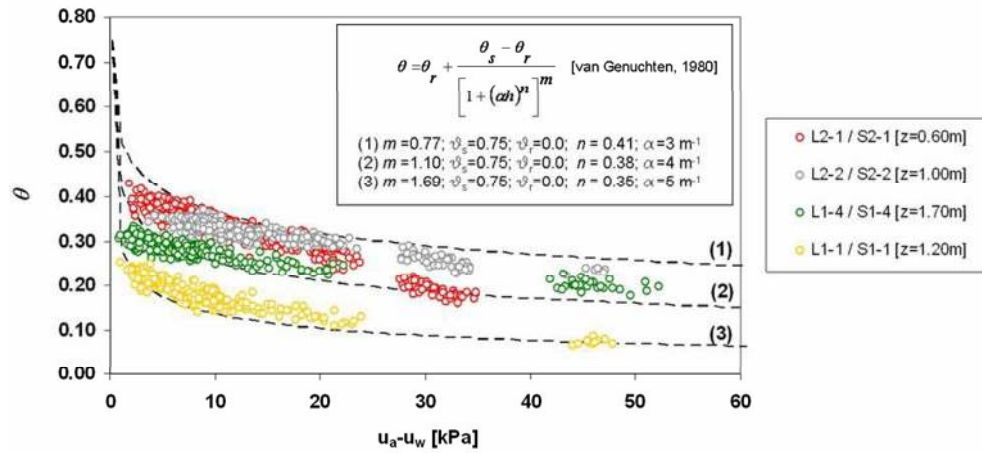 0.80
0.70
0.60
0.50
0.40
0.30
0.20
0.10
0.00
θ
0 10 20 30 40 50 60
u_a-u_w [kPa]
θ = θ_r + (θ_s − θ_r) / [1 + (αh)^n]^m [van Genuchten, 1980]
(1) m=0.77; ϑ_s=0.75; ϑ_r=0.0; n = 0.41; α=3 m⁻¹
(2) m=1.10; ϑ_s=0.75; ϑ_r=0.0; n = 0.38; α=4 m⁻¹
(3) m=1.69; ϑ_s=0.75; ϑ_r=0.0; n = 0.35; α=5 m⁻¹
(1)
(2)
(3)
L2-1 / S2-1 [z=0.60m]
L2-2 / S2-2 [z=1.00m]
L1-4 / S1-4 [z=1.70m]
L1-1 / S1-1 [z=1.20m]